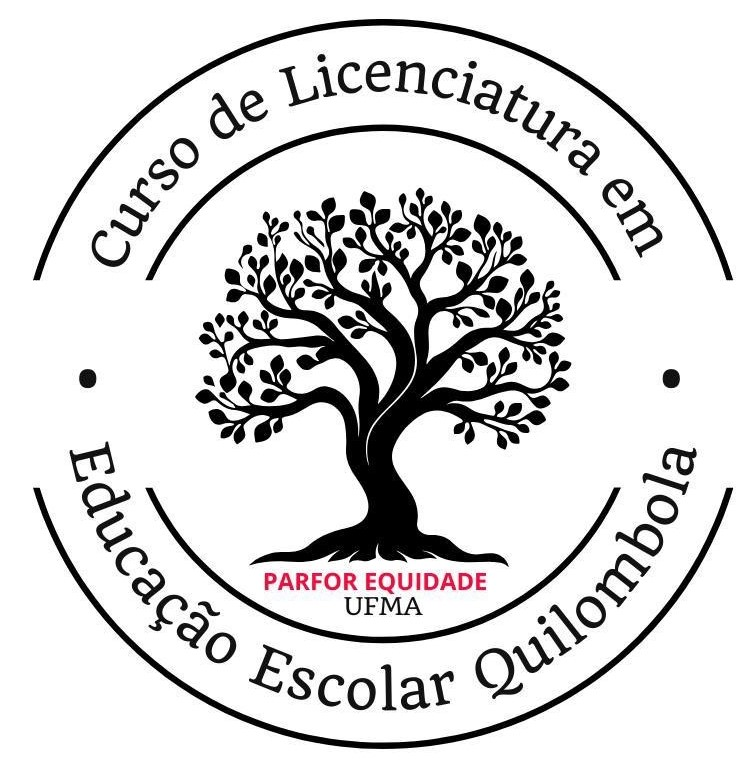 Curso de Licenciatura em
PARFOR EQUIDADE
UFMA
Educação Escolar Quilombola